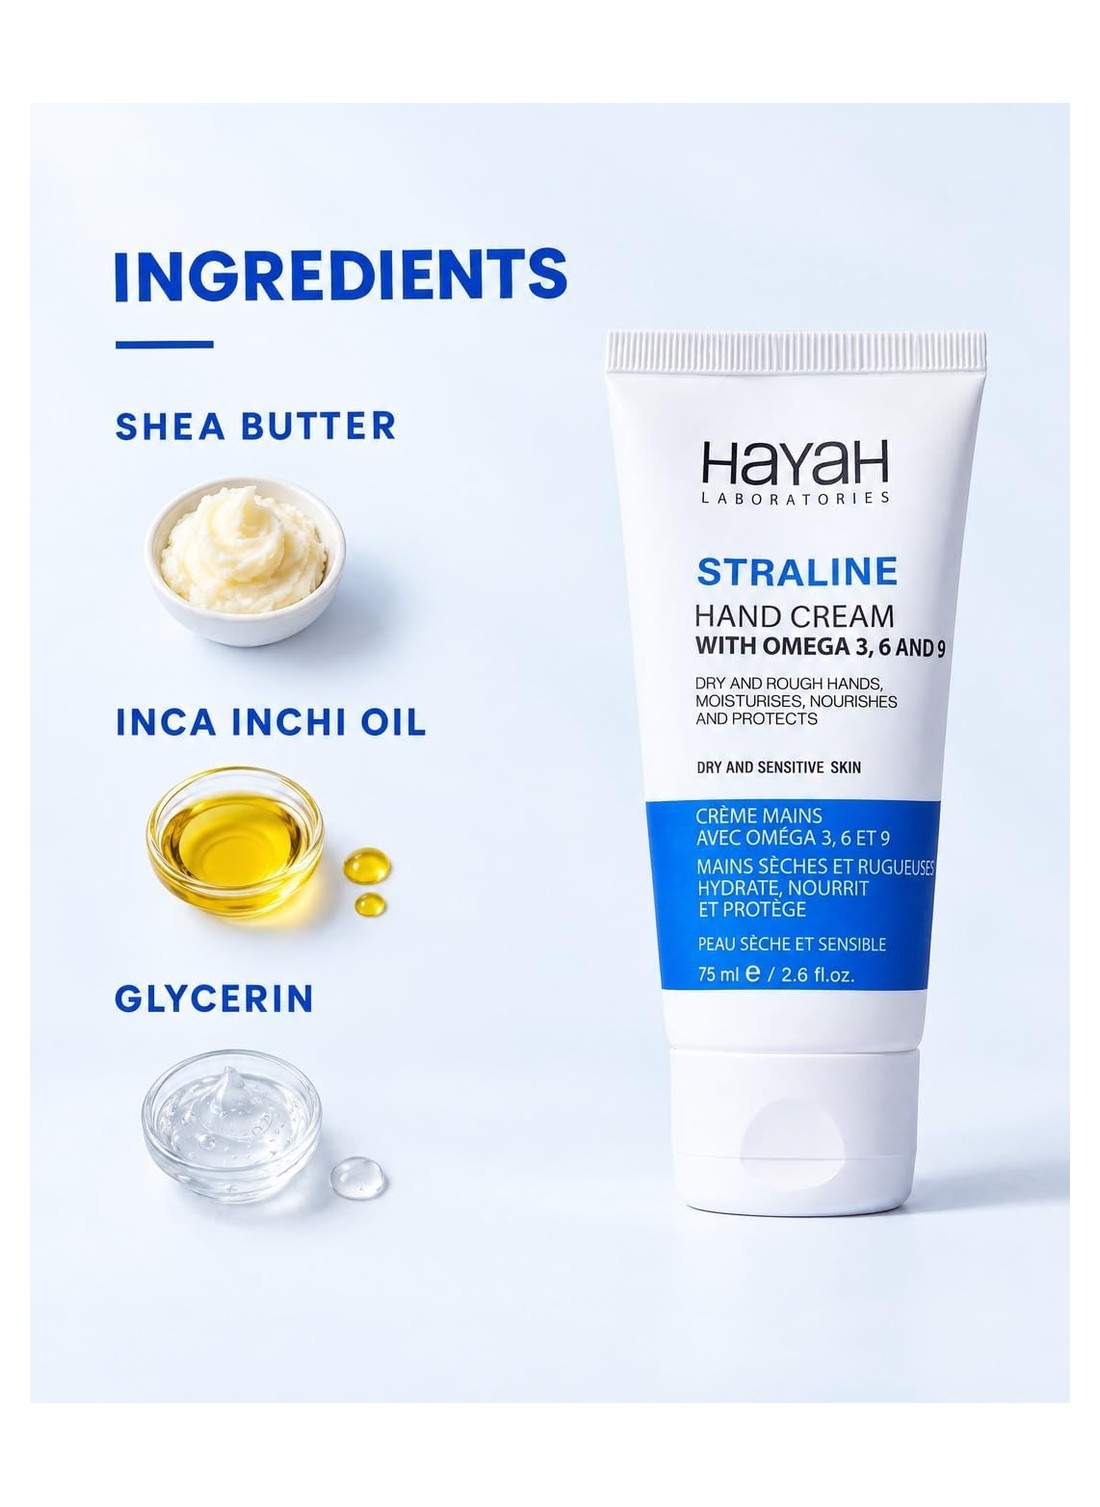 INGREDIENTS
SHEA BUTTER
INCA INCHI OIL
GLYCERIN
HaYaH
LABORATORIES
STRALINE
HAND CREAM
WITH OMEGA 3, 6 AND 9
DRY AND ROUGH HANDS,
MOISTURISES, NOURISHES
AND PROTECTS
DRY AND SENSITIVE SKIN
CRÈME MAINS
AVEC OMÉGA 3, 6 ET 9
MAINS SÈCHES ET RUGUEUSES
HYDRATE, NOURRIT
ET PROTÈGE
PEAU SÈCHE ET SENSIBLE
75 ml e / 2.6 fl.oz.